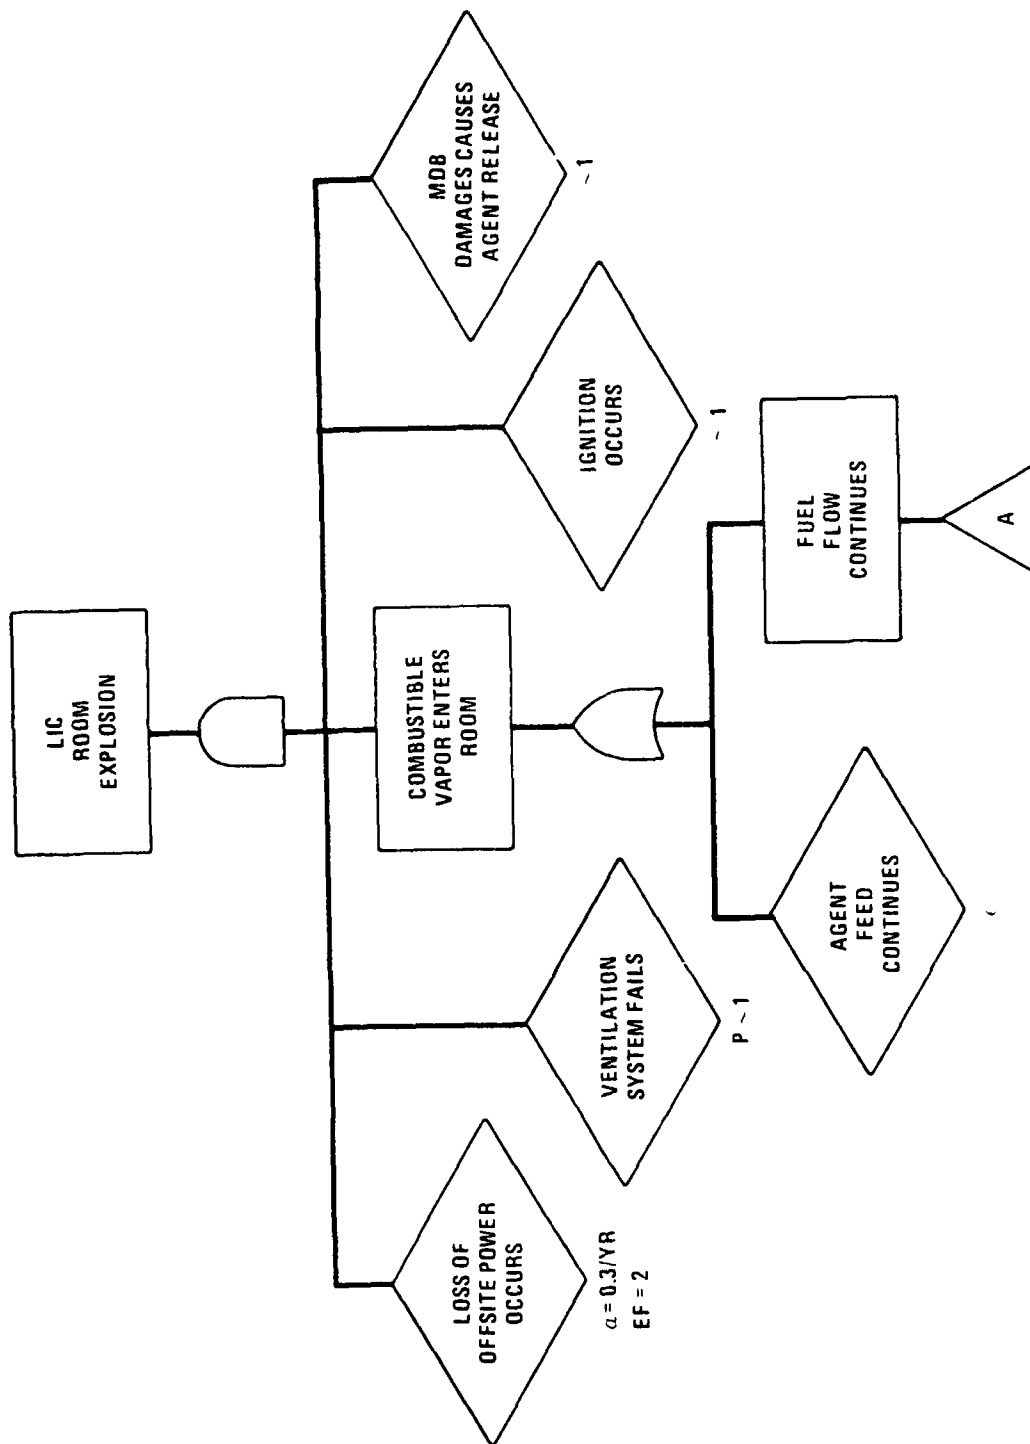 LIC
ROOM
EXPLOSION
LOSS OF
OFFSITE POWER
OCCURS
α = 0.3/YR
EF = 2
VENTILATION
SYSTEM FAILS
P ~ 1
COMBUSTIBLE
VAPOR ENTERS
ROOM
IGNITION
OCCURS
~ 1
MDB
DAMAGES CAUSES
AGENT RELEASE
~ 1
AGENT
FEED
CONTINUES
FUEL
FLOW
CONTINUES
A